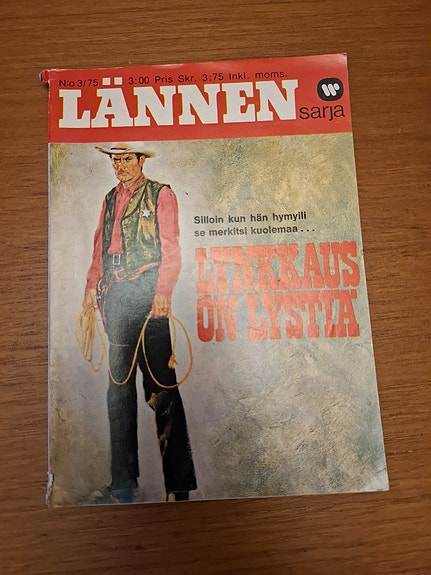 N:o 3/75 3:00 Pris Skr. 3:75 Inkl. moms.
LÄNNEN
sarja
Silloin kun hän hymyili
se merkitsi kuolemaa . . .
LYNKKAUS
ON LYSTIÄ